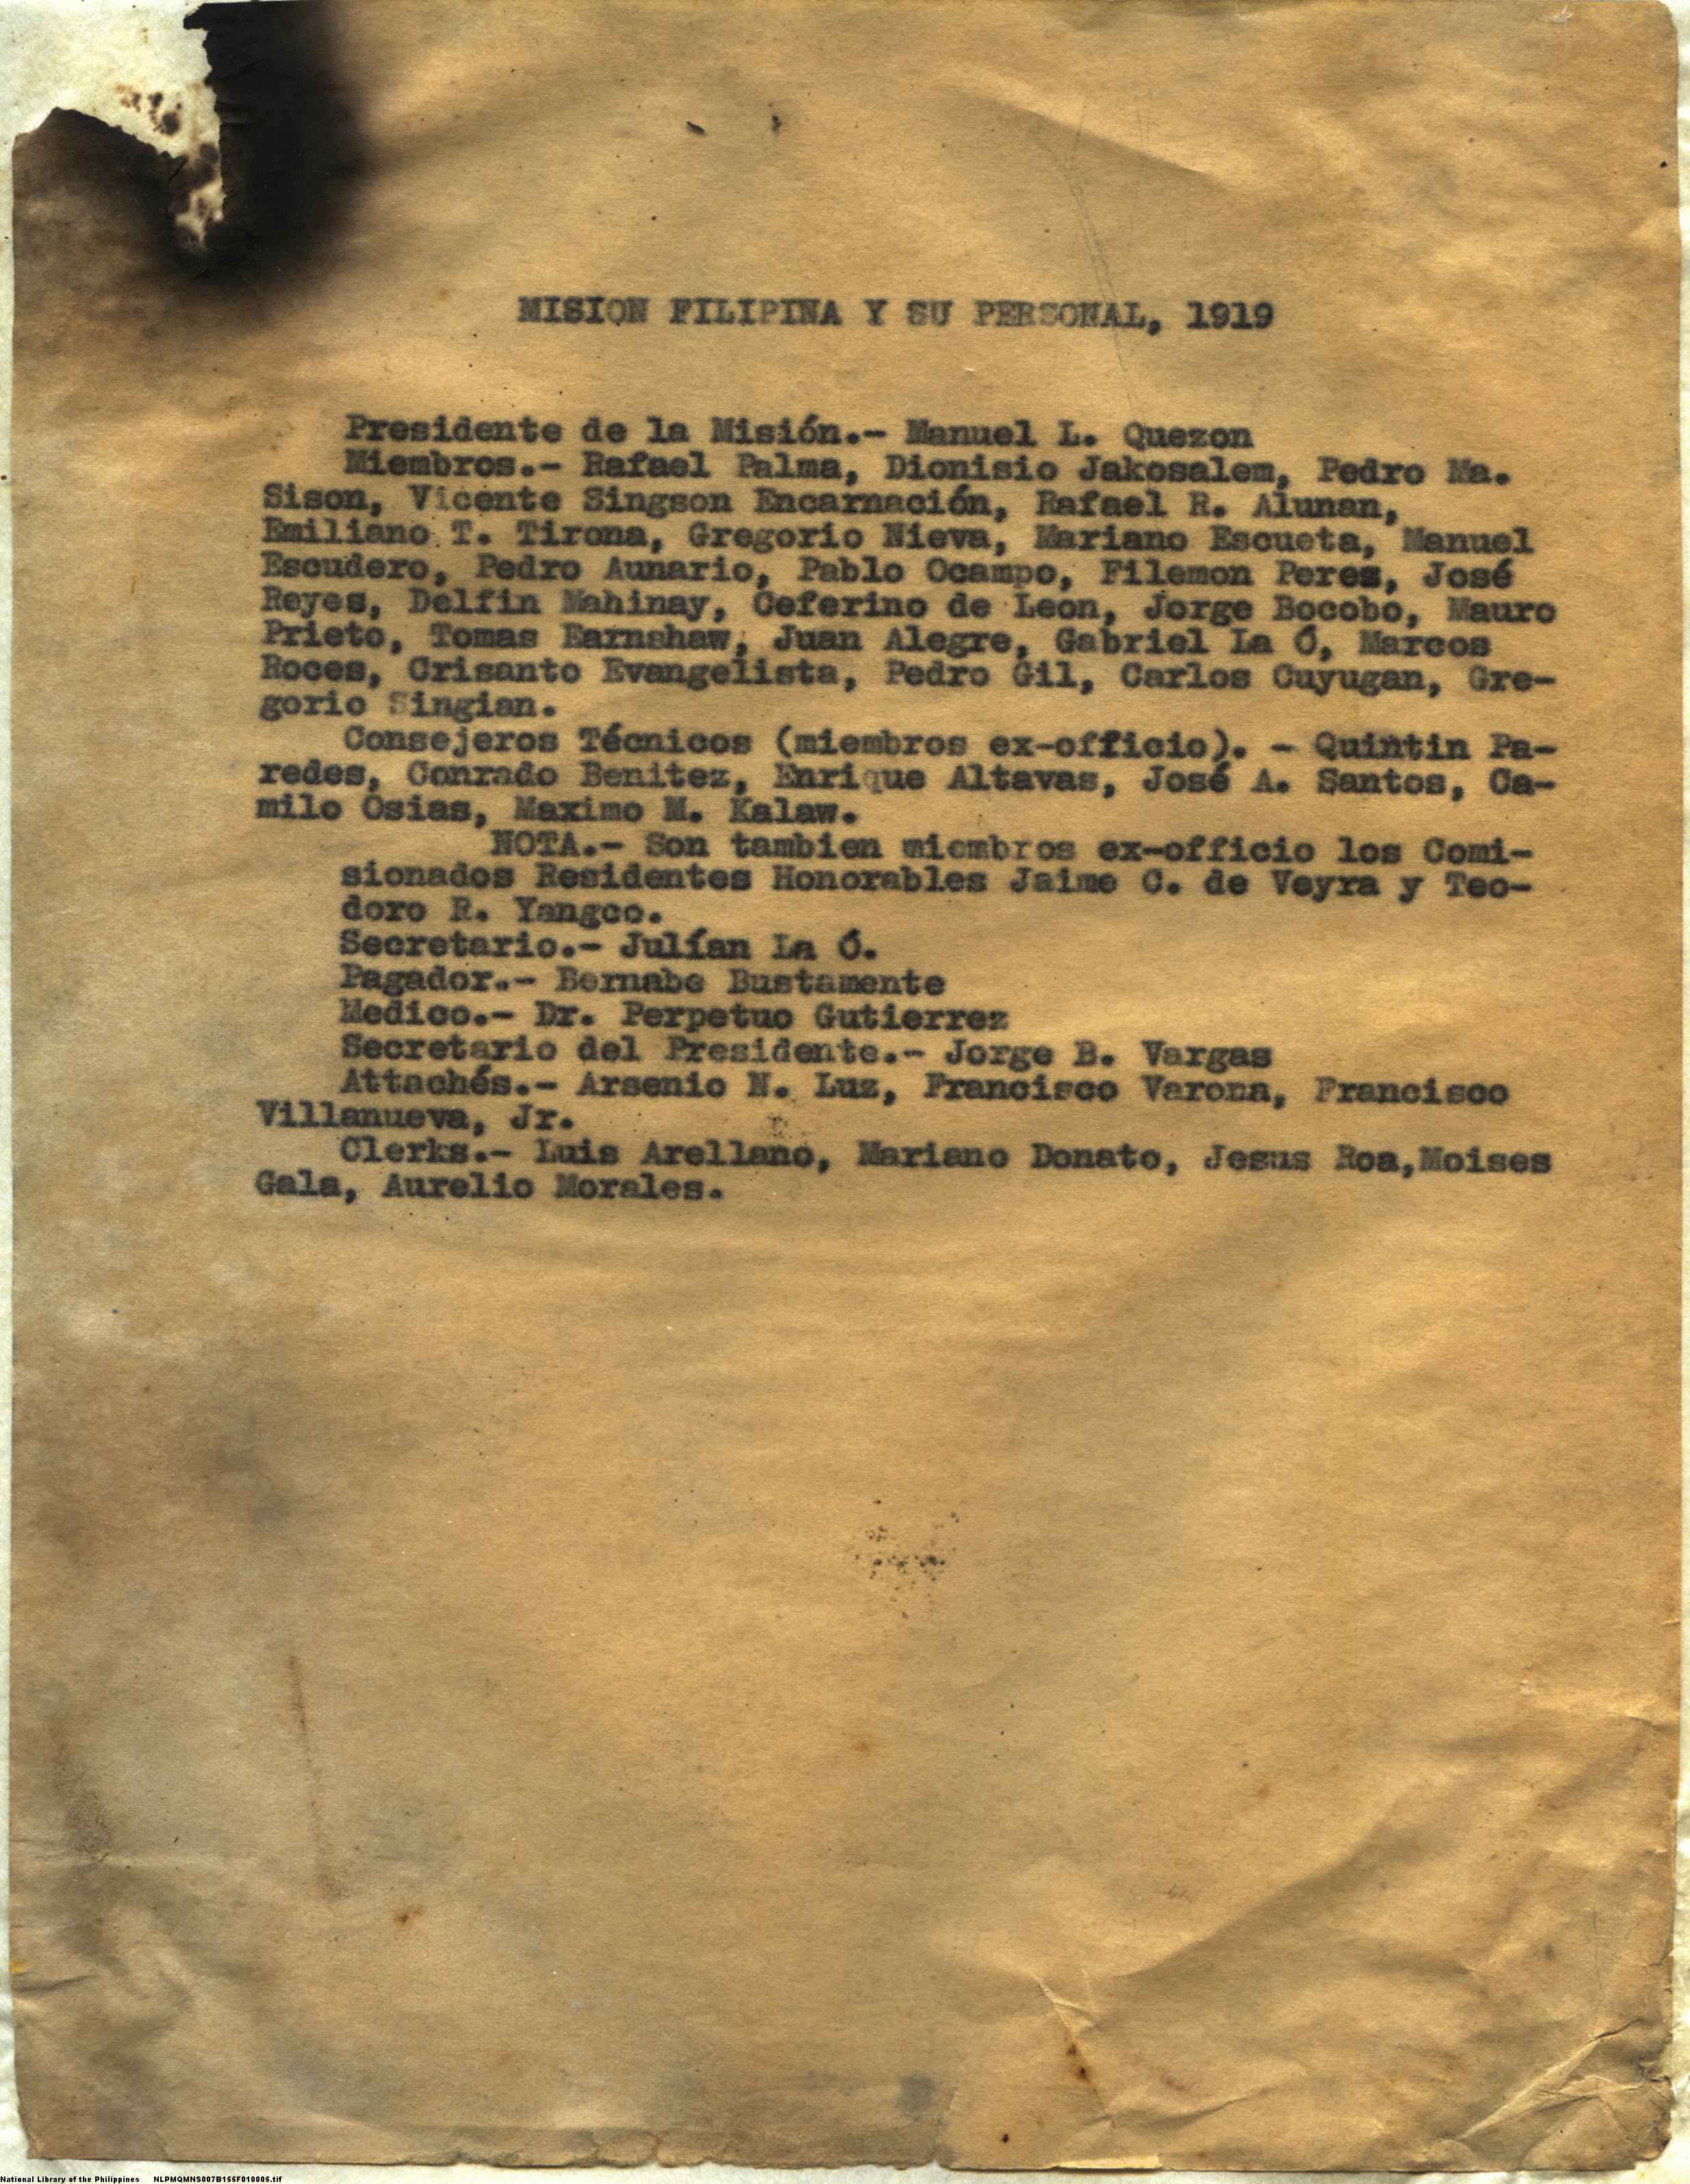 MISION FILIPINA Y SU PERSONAL, 1919
Presidente de la Misión.- Manuel L. Quezon
Miembros.- Rafael Palma, Dionisio Jakosalem, Pedro Ma.
Sison, Vicente Singson Encarnación, Rafael R. Alunan,
Emiliano T. Tirona, Gregorio Nieva, Mariano Escueta, Manuel
Escudero, Pedro Aunario, Pablo Ocampo, Filemon Perez, José
Reyes, Delfin Mahinay, Ceferino de Leon, Jorge Bocobo, Mauro
Prieto, Tomas Earnshaw, Juan Alegre, Gabriel La Ó, Marcos
Roces, Crisanto Evangelista, Pedro Gil, Carlos Cuyugan, Gre-
gorio Singian.
Consejeros Técnicos (miembros ex-officio). - Quintin Pa-
redes, Conrado Benitez, Enrique Altavas, José A. Santos, Ca-
milo Osias, Maximo M. Kalaw.
NOTA.- Son tambien miembros ex-officio los Comi-
sionados Residentes Honorables Jaime C. de Veyra y Teo-
doro R. Yangco.
Secretario.- Julían La Ó.
Pagador.- Bernabe Bustamente
Medico.- Dr. Perpetuo Gutierrez
Secretario del Presidente.- Jorge B. Vargas
Attachés.- Arsenio N. Luz, Francisco Varona, Francisco
Villanueva, Jr.
Clerks.- Luis Arellano, Mariano Donato, Jesus Roa,Moises
Gala, Aurelio Morales.
National Library of the Philippines NLPMQMNS007B155F010005.tif